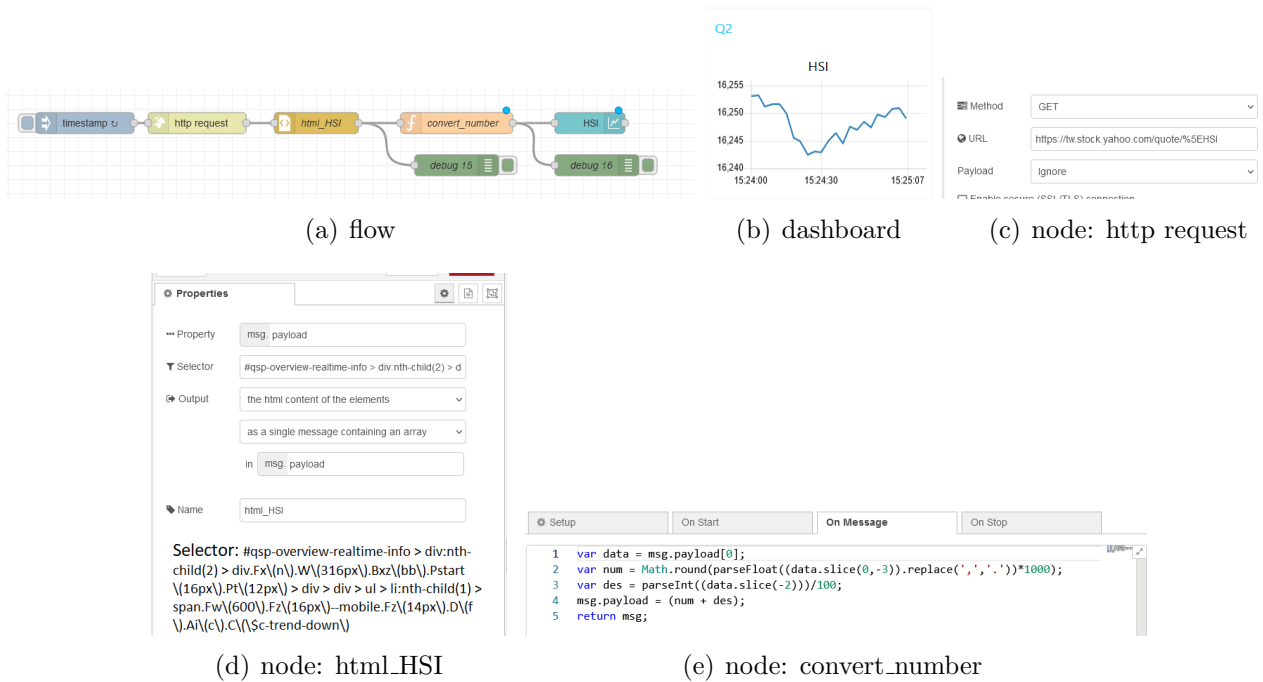 timestamp ↻
http request
html_HSI
convert_number
HSI
debug 15
debug 16
(a) flow
Q2
HSI
16,255
16,250
16,245
16,240
15:24:00 15:24:30 15:25:07
(b) dashboard
Method GET
URL https://tw.stock.yahoo.com/quote/%5EHSI
Payload Ignore
Enable secure (SSL/TLS) connection
(c) node: http request
Properties
Property msg. payload
Selector #qsp-overview-realtime-info > div:nth-child(2) > d
Output the html content of the elements
as a single message containing an array
in msg. payload
Name html_HSI
Selector: #qsp-overview-realtime-info > div:nth-
child(2) > div.Fx\(n\).W\(316px\).Bxz\(bb\).Pstart
\(16px\).Pt\(12px\) > div > div > ul > li:nth-child(1) >
span.Fw\(600\).Fz\(16px\)--mobile.Fz\(14px\).D\(f
\).Ai\(c\).C\(\$c-trend-down\)
(d) node: html_HSI
Setup On Start On Message On Stop
1 var data = msg.payload[0];
2 var num = Math.round(parseFloat((data.slice(0,-3)).replace(',','.'))*1000);
3 var des = parseInt((data.slice(-2)))/100;
4 msg.payload = (num + des);
5 return msg;
(e) node: convert_number